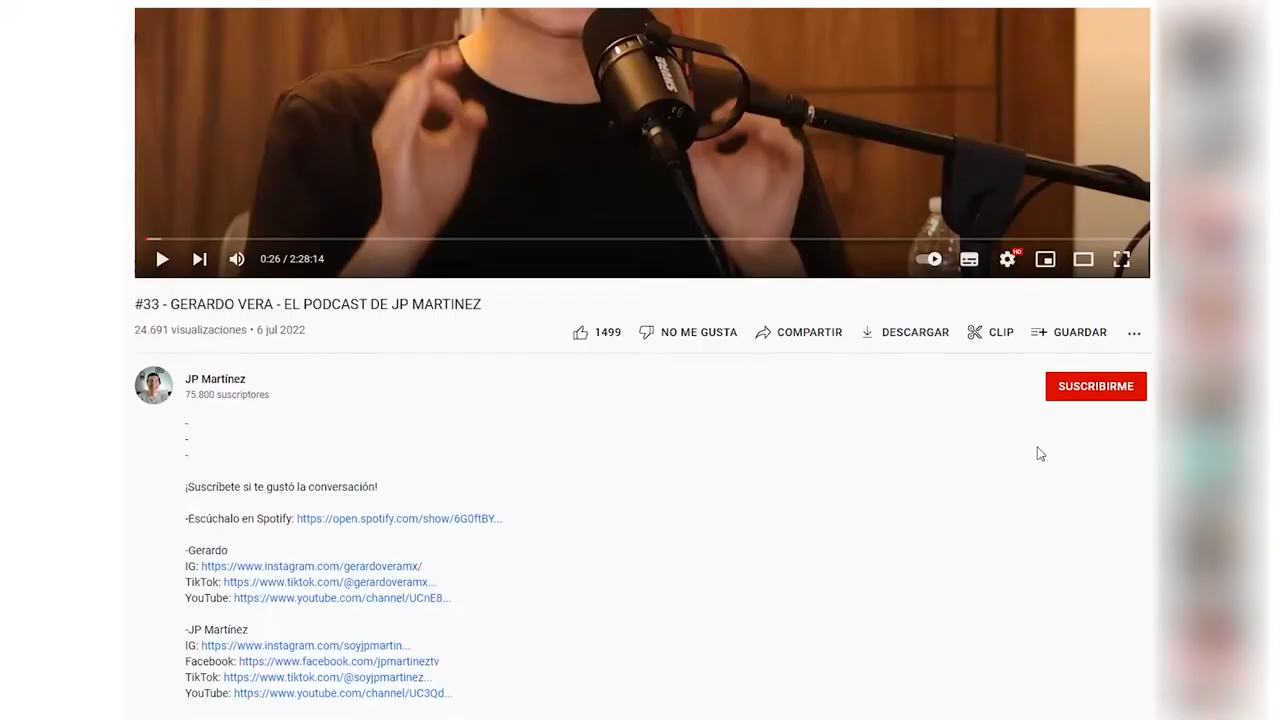 SHURE
0:26 / 2:28:14
HD
#33 - GERARDO VERA - EL PODCAST DE JP MARTINEZ
24.691 visualizaciones • 6 jul 2022
1499 NO ME GUSTA COMPARTIR DESCARGAR CLIP GUARDAR ...
JP Martínez
75.800 suscriptores
SUSCRIBIRME
-
-
-
¡Suscríbete si te gustó la conversación!
-Escúchalo en Spotify: https://open.spotify.com/show/6G0ftBY...
-Gerardo
IG: https://www.instagram.com/gerardoveramx/
TikTok: https://www.tiktok.com/@gerardoveramx...
YouTube: https://www.youtube.com/channel/UCnE8...
-JP Martínez
IG: https://www.instagram.com/soyjpmartin...
Facebook: https://www.facebook.com/jpmartineztv
TikTok: https://www.tiktok.com/@soyjpmartinez...
YouTube: https://www.youtube.com/channel/UC3Qd...